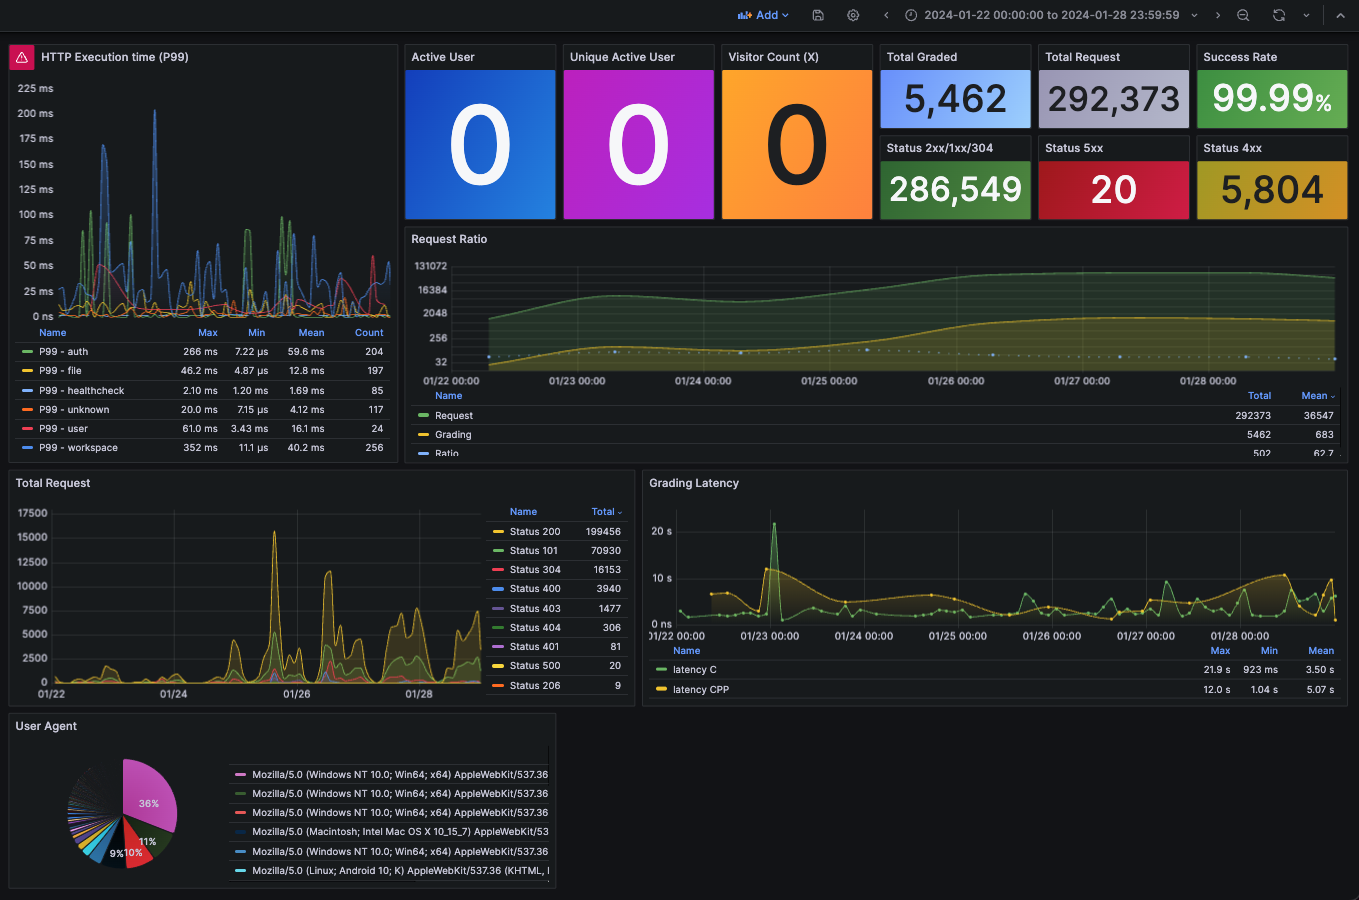 Add
2024-01-22 00:00:00 to 2024-01-28 23:59:59
HTTP Execution time (P99)
225 ms
200 ms
175 ms
150 ms
125 ms
100 ms
75 ms
50 ms
25 ms
0 ns
Name Max Min Mean Count
P99 - auth 266 ms 7.22 µs 59.6 ms 204
P99 - file 46.2 ms 4.87 µs 12.8 ms 197
P99 - healthcheck 2.10 ms 1.20 ms 1.69 ms 85
P99 - unknown 20.0 ms 7.15 µs 4.12 ms 117
P99 - user 61.0 ms 3.43 ms 16.1 ms 24
P99 - workspace 352 ms 11.1 µs 40.2 ms 256
Active User
0
Unique Active User
0
Visitor Count (X)
0
Total Graded
5,462
Total Request
292,373
Success Rate
99.99%
Status 2xx/1xx/304
286,549
Status 5xx
20
Status 4xx
5,804
Request Ratio
131072
16384
2048
256
32
01/22 00:00 01/23 00:00 01/24 00:00 01/25 00:00 01/26 00:00 01/27 00:00 01/28 00:00
Name Total Mean
Request 292373 36547
Grading 5462 683
Ratio 502 62.7
Total Request
17500
15000
12500
10000
7500
5000
2500
0
01/22 01/24 01/26 01/28
Name Total
Status 200 199456
Status 101 70930
Status 304 16153
Status 400 3940
Status 403 1477
Status 404 306
Status 401 81
Status 500 20
Status 206 9
Grading Latency
20 s
10 s
0 ns
01/22 00:00 01/23 00:00 01/24 00:00 01/25 00:00 01/26 00:00 01/27 00:00 01/28 00:00
Name Max Min Mean
latency C 21.9 s 923 ms 3.50 s
latency CPP 12.0 s 1.04 s 5.07 s
User Agent
36%
11%
10%
9%
Mozilla/5.0 (Windows NT 10.0; Win64; x64) AppleWebKit/537.36
Mozilla/5.0 (Windows NT 10.0; Win64; x64) AppleWebKit/537.36
Mozilla/5.0 (Windows NT 10.0; Win64; x64) AppleWebKit/537.36
Mozilla/5.0 (Macintosh; Intel Mac OS X 10_15_7) AppleWebKit/53
Mozilla/5.0 (Windows NT 10.0; Win64; x64) AppleWebKit/537.36
Mozilla/5.0 (Linux; Android 10; K) AppleWebKit/537.36 (KHTML,